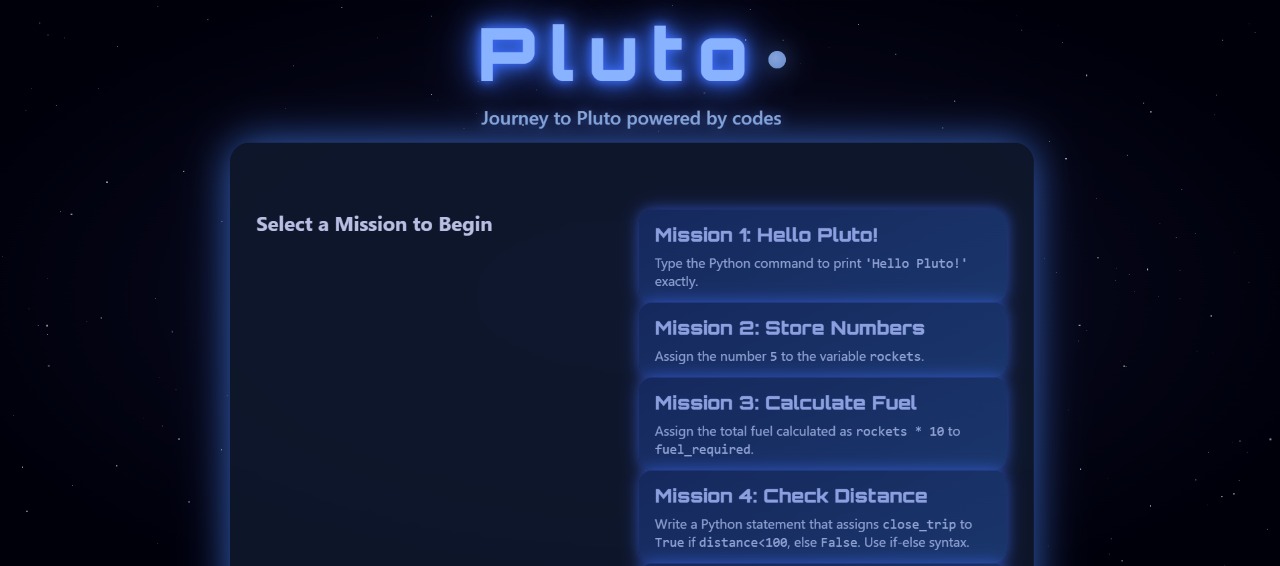 Pluto
Journey to Pluto powered by codes
Select a Mission to Begin
Mission 1: Hello Pluto!
Type the Python command to print 'Hello Pluto!'
exactly.
Mission 2: Store Numbers
Assign the number 5 to the variable rockets.
Mission 3: Calculate Fuel
Assign the total fuel calculated as rockets * 10 to
fuel_required.
Mission 4: Check Distance
Write a Python statement that assigns close_trip to
True if distance<100, else False. Use if-else syntax.